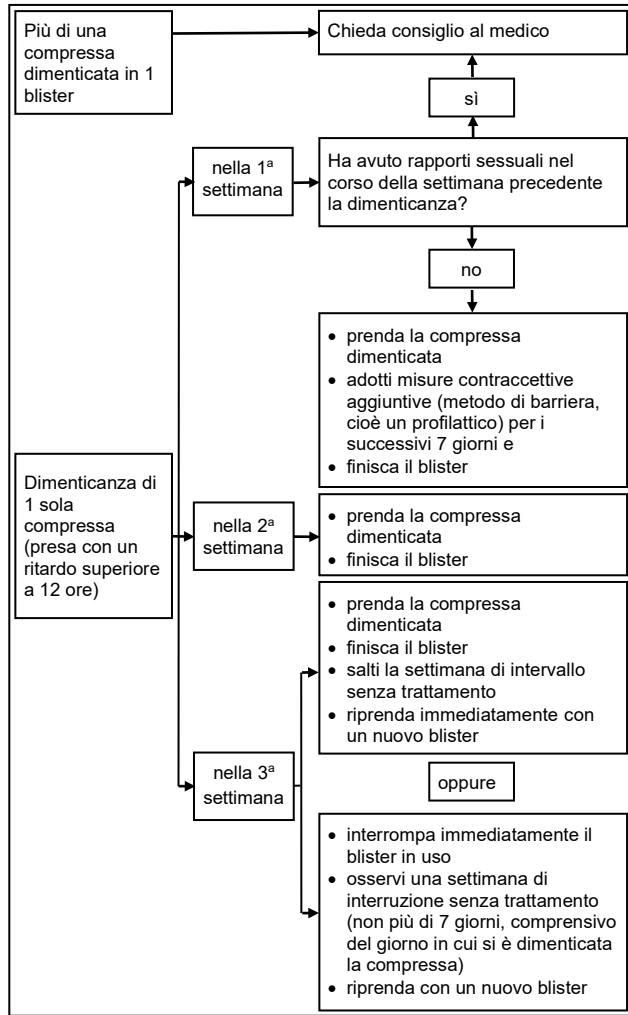 Più di una
compressa
dimenticata in 1
blister
Chieda consiglio al medico
sì
nella 1ª
settimana
Ha avuto rapporti sessuali nel
corso della settimana precedente
la dimenticanza?
no
• prenda la compressa
dimenticata
• adotti misure contraccettive
aggiuntive (metodo di barriera,
cioè un profilattico) per i
successivi 7 giorni e
• finisca il blister
Dimenticanza di
1 sola
compressa
(presa con un
ritardo superiore
a 12 ore)
nella 2ª
settimana
• prenda la compressa
dimenticata
• finisca il blister
nella 3ª
settimana
• prenda la compressa
dimenticata
• finisca il blister
• salti la settimana di intervallo
senza trattamento
• riprenda immediatamente con
un nuovo blister
oppure
• interrompa immediatamente il
blister in uso
• osservi una settimana di
interruzione senza trattamento
(non più di 7 giorni, comprensivo
del giorno in cui si è dimenticata
la compressa)
• riprenda con un nuovo blister